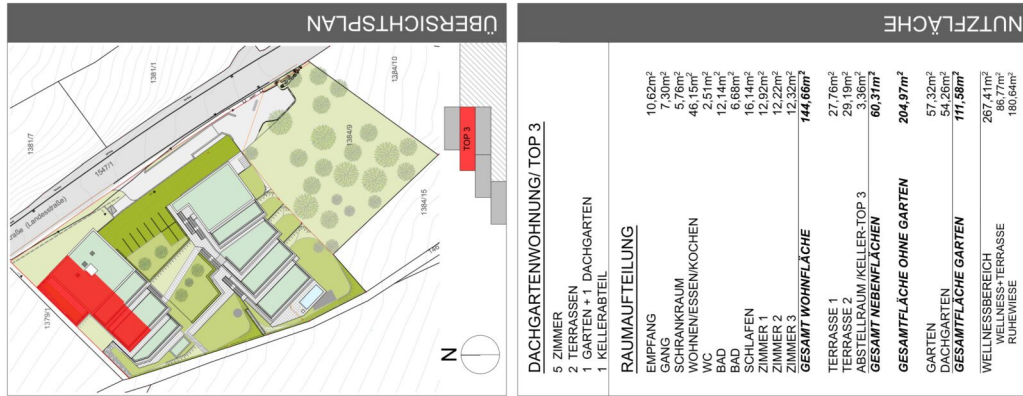 ÜBERSICHTSPLAN
1381/7
1381/1
1384/10
1547/1
raße (Landesstraße)
1384/9
1384/15
1379/1
TOP 3
N
NUTZFLÄCHE
DACHGARTENWOHNUNG/ TOP 3
5 ZIMMER
2 TERRASSEN
1 GARTEN + 1 DACHGARTEN
1 KELLERABTEIL
RAUMAUFTEILUNG
EMPFANG 10,62m²
GANG 7,30m²
SCHRANKRAUM 5,76m²
WOHNEN/ESSEN/KOCHEN 46,15m²
WC 2,51m²
BAD 12,14m²
BAD 6,68m²
SCHLAFEN 16,14m²
ZIMMER 1 12,92m²
ZIMMER 2 12,22m²
ZIMMER 3 12,32m²
GESAMT WOHNFLÄCHE 144,66m²
TERRASSE 1 27,76m²
TERRASSE 2 29,19m²
ABSTELLRAUM /KELLER-TOP 3 3,36m²
GESAMT NEBENFLÄCHEN 60,31m²
GESAMTFLÄCHE OHNE GARTEN 204,97m²
GARTEN 57,32m²
DACHGARTEN 54,26m²
GESAMTFLÄCHE GARTEN 111,58m²
WELLNESSBEREICH 267,41m²
WELLNESS+TERRASSE 86,77m²
RUHEWIESE 180,64m²